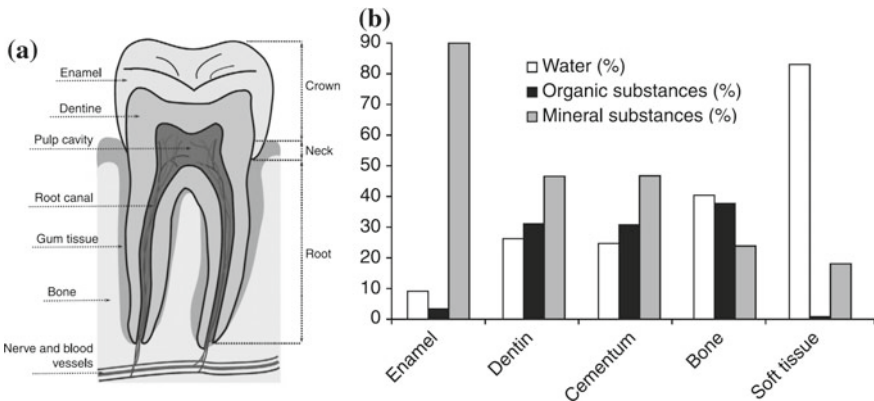 (a)
Enamel
Dentine
Pulp cavity
Root canal
Gum tissue
Bone
Nerve and blood
vessels
Crown
Neck
Root
(b)
90
80
70
60
50
40
30
20
10
0
Water (%)
Organic substances (%)
Mineral substances (%)
Enamel
Dentin
Cementum
Bone
Soft tissue